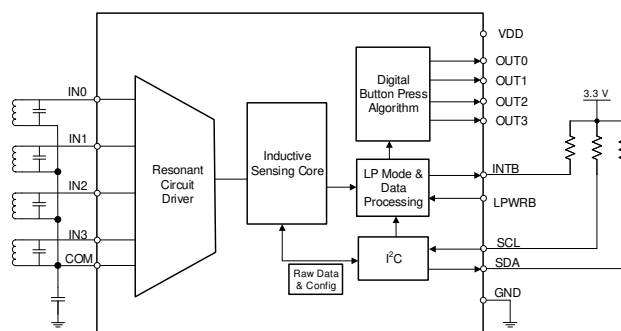 VDD
OUT0
OUT1
OUT2
OUT3
3.3 V
IN0
IN1
IN2
IN3
COM
Resonant
Circuit
Driver
Inductive
Sensing Core
Digital
Button Press
Algorithm
LP Mode &
Data
Processing
INTB
LPWRB
I²C
SCL
SDA
Raw Data
& Config
GND